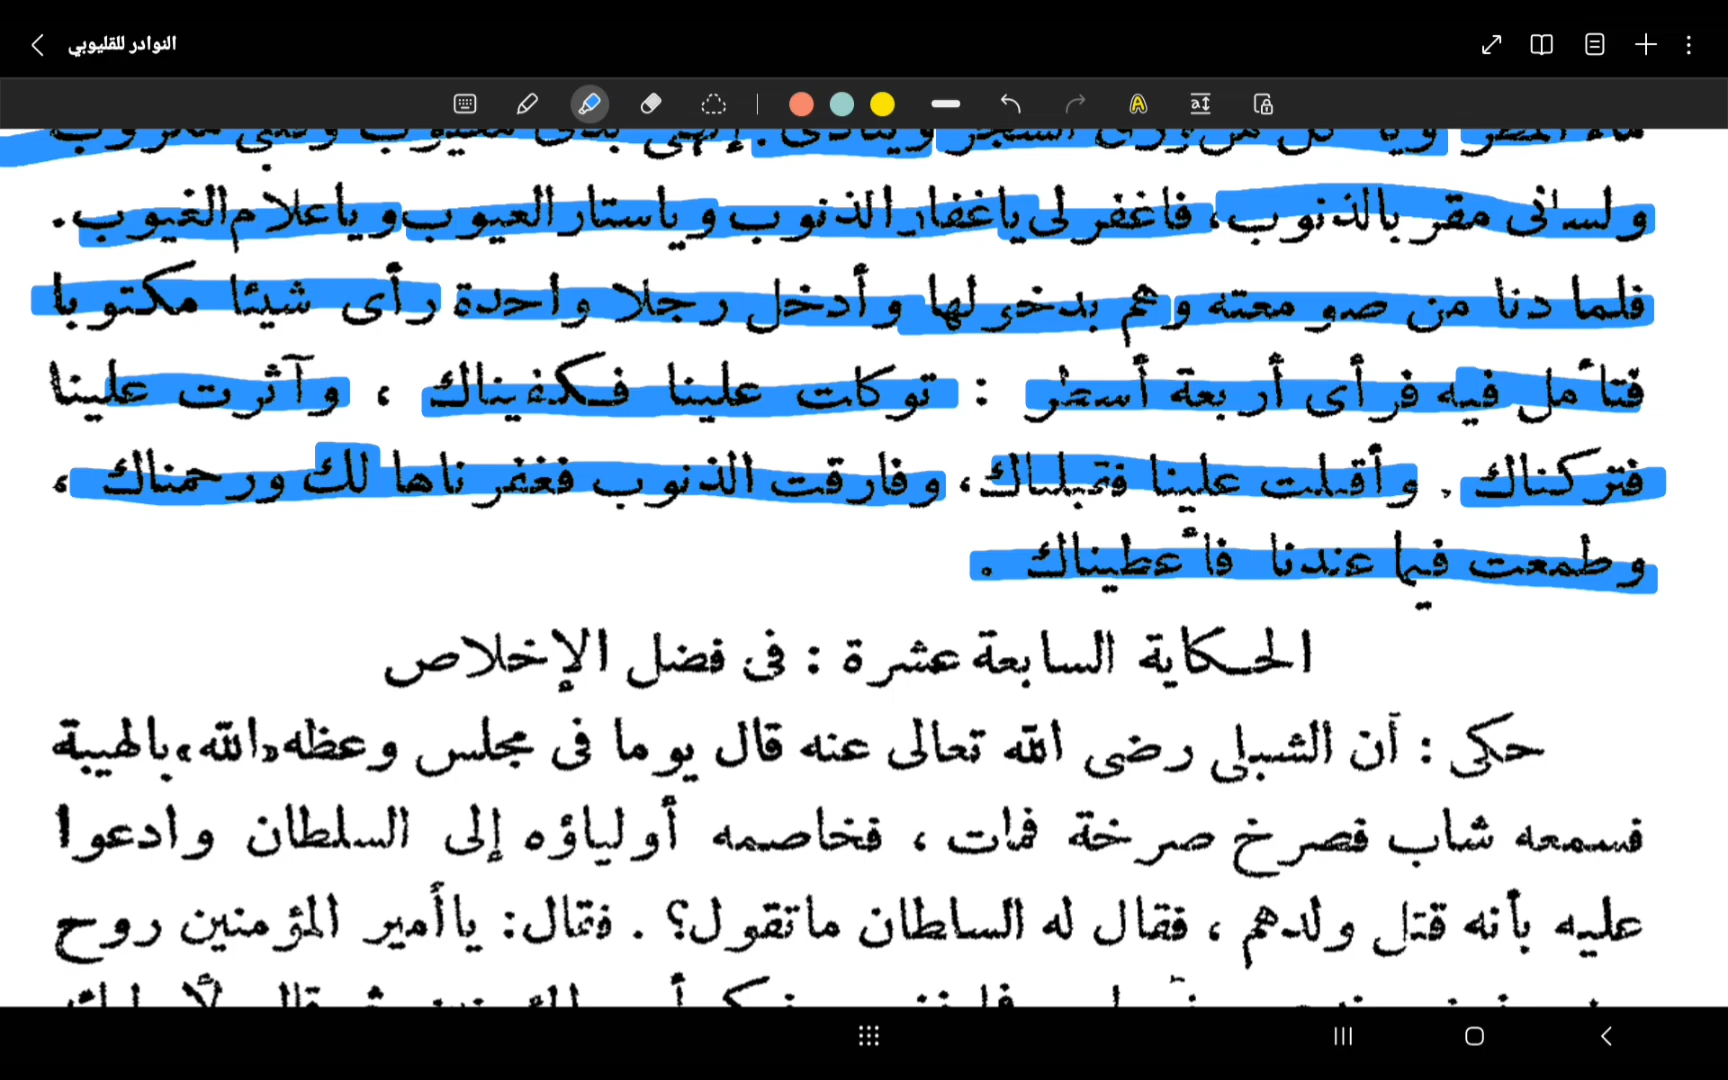 النوادر للقليوبي
ولسانى مقر بالذنوب، فاغفر لى ياغفار الذنوب وياستار العيوب وياعلام الغيوب.
فلما دنا من صومعته وهم بدخولها وأدخل رجلا واحدة رأى شيئا مكتوبا
فتأمل فيه فرأى أربعة أسطر : توكلت علينا فكفيناك ، وآثرت علينا
فتركناك . وأقبلت علينا فقبلناك، وفارقت الذنوب فغفرناها لك ورحمناك ،
وطمعت فيما عندنا فأعطيناك .
الحكاية السابعة عشرة : فى فضل الإخلاص
حكى : أن الشبلى رضى الله تعالى عنه قال يوما فى مجلس وعظه «الله» بالهيبة
فسمعه شاب فصرخ صرخة فمات ، فخاصمه أولياؤه إلى السلطان وادعوا
عليه بأنه قتل ولدهم ، فقال له السلطان ماتقول؟ . فقال: ياأمير المؤمنين روح